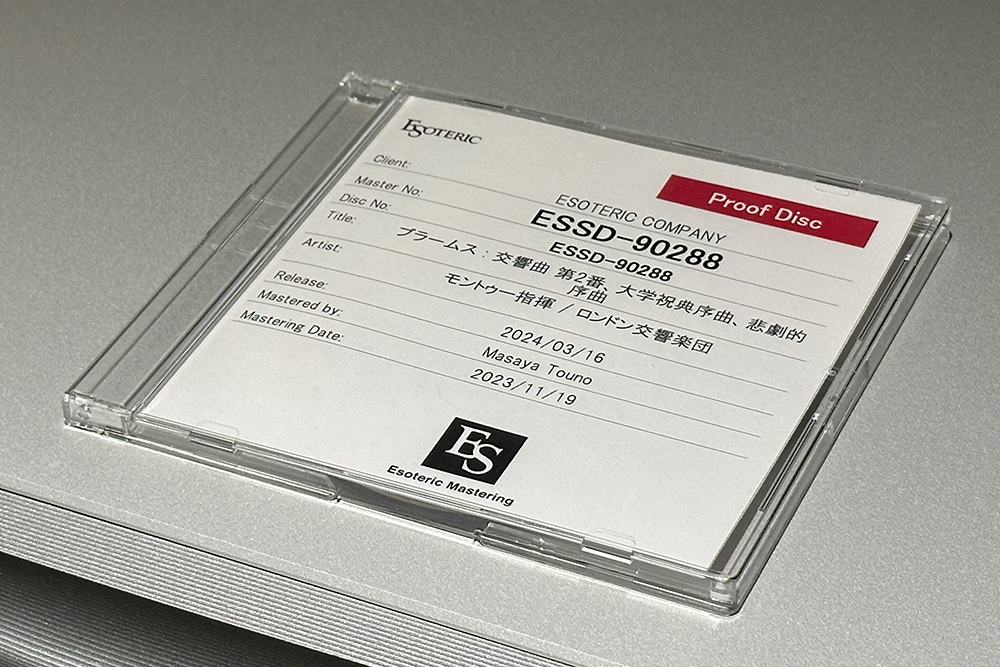 ESOTERIC
Proof Disc
Client: ESOTERIC COMPANY
Master No: ESSD-90288
Disc No: ESSD-90288
Title: ブラームス：交響曲 第2番、大学祝典序曲、悲劇的
序曲
Artist: モントゥー指揮 / ロンドン交響楽団
Release: 2024/03/16
Mastered by: Masaya Touno
Mastering Date: 2023/11/19
ES
Esoteric Mastering